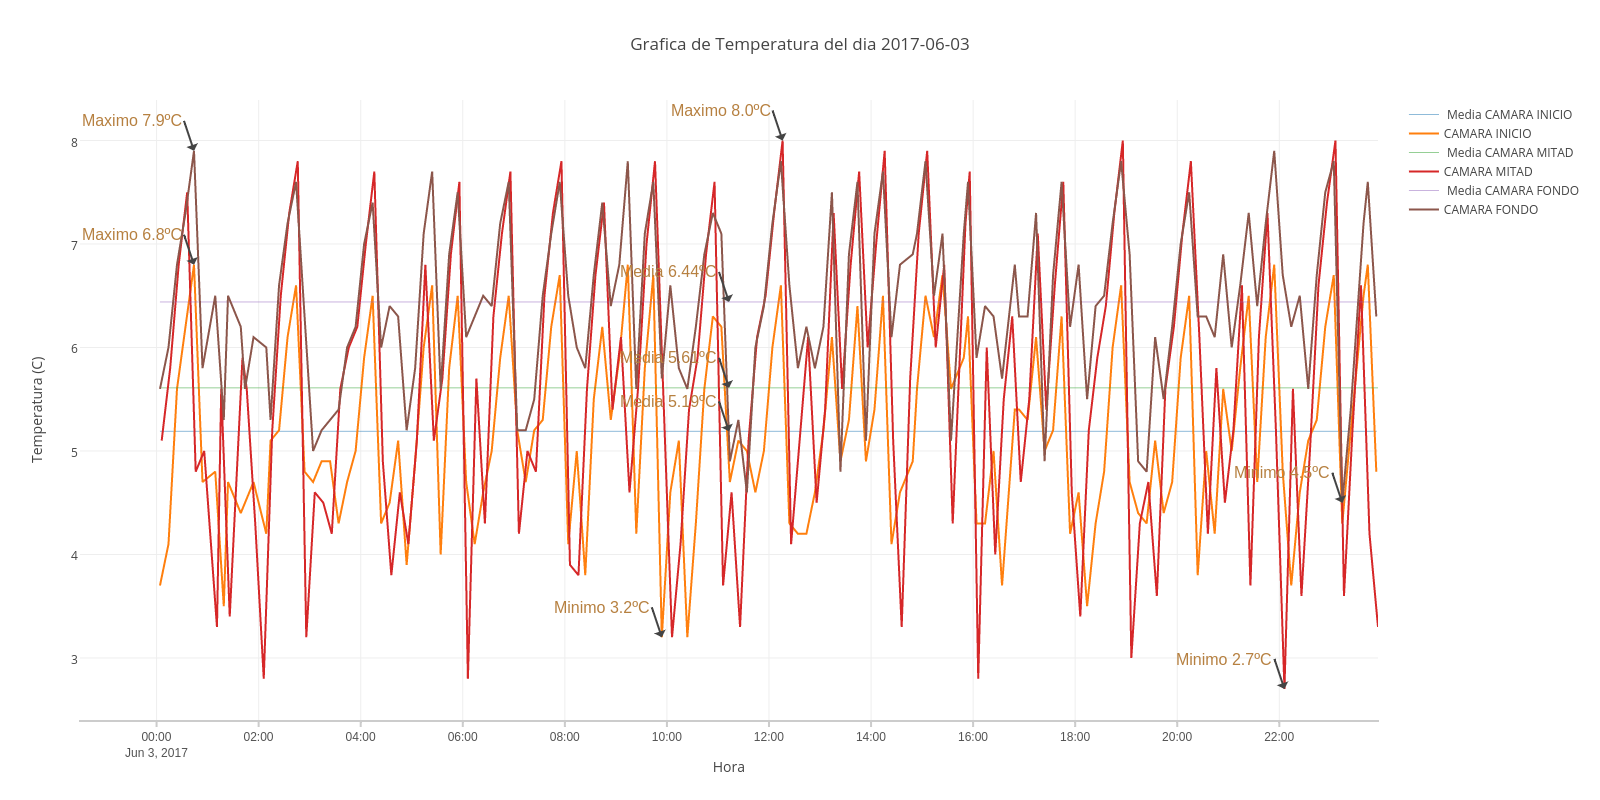 Grafica de Temperatura del dia 2017-06-03
Maximo 7.9ºC
Maximo 8.0ºC
Maximo 6.8ºC
Media 6.44ºC
Media 5.61ºC
Media 5.19ºC
Minimo 4.5ºC
Minimo 3.2ºC
Minimo 2.7ºC
Media CAMARA INICIO
CAMARA INICIO
Media CAMARA MITAD
CAMARA MITAD
Media CAMARA FONDO
CAMARA FONDO
Temperatura (C)
8
7
6
5
4
3
00:00 02:00 04:00 06:00 08:00 10:00 12:00 14:00 16:00 18:00 20:00 22:00
Jun 3, 2017
Hora